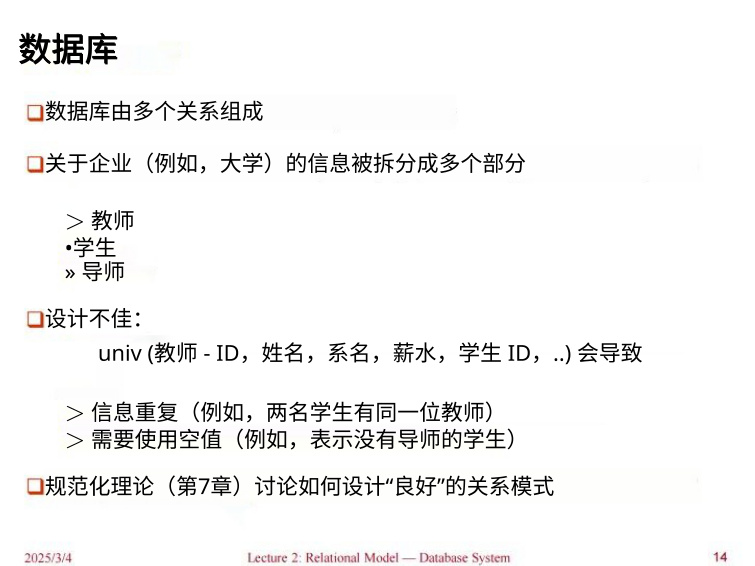 数据库
❑数据库由多个关系组成
❑关于企业（例如，大学）的信息被拆分成多个部分
＞ 教师
•学生
» 导师
❑设计不佳：
univ (教师 - ID，姓名，系名，薪水，学生 ID，..) 会导致
＞ 信息重复（例如，两名学生有同一位教师）
＞ 需要使用空值（例如，表示没有导师的学生）
❑规范化理论（第7章）讨论如何设计“良好”的关系模式
2025/3/4
Lecture 2: Relational Model — Database System
14